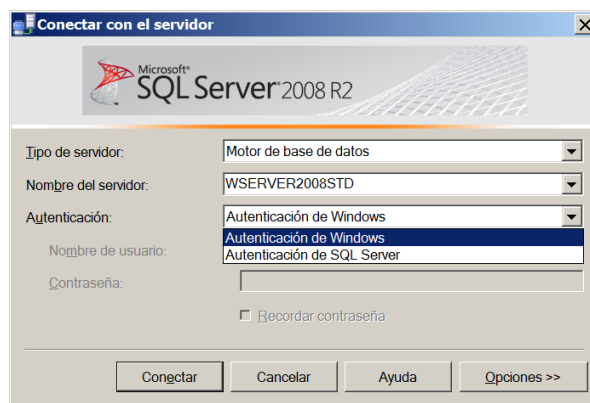 Conectar con el servidor
Microsoft®
SQL Server® 2008 R2
Tipo de servidor: Motor de base de datos
Nombre del servidor: WSERVER2008STD
Autenticación: Autenticación de Windows
Autenticación de Windows
Nombre de usuario: Autenticación de SQL Server
Contraseña:
Recordar contraseña
Conectar Cancelar Ayuda Opciones >>